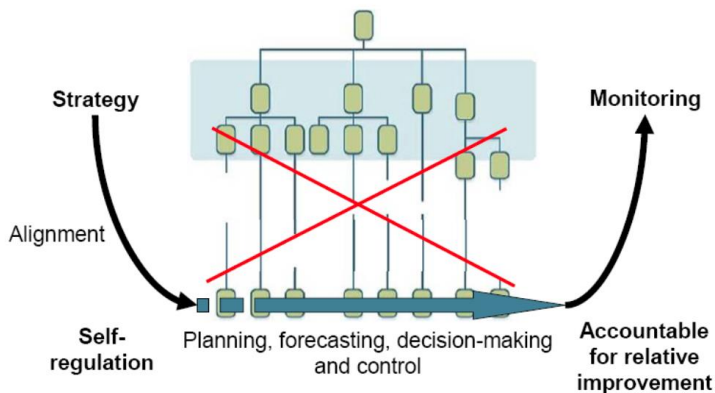 Strategy
Monitoring
Alignment
Self-
regulation
Planning, forecasting, decision-making
and control
Accountable
for relative
improvement